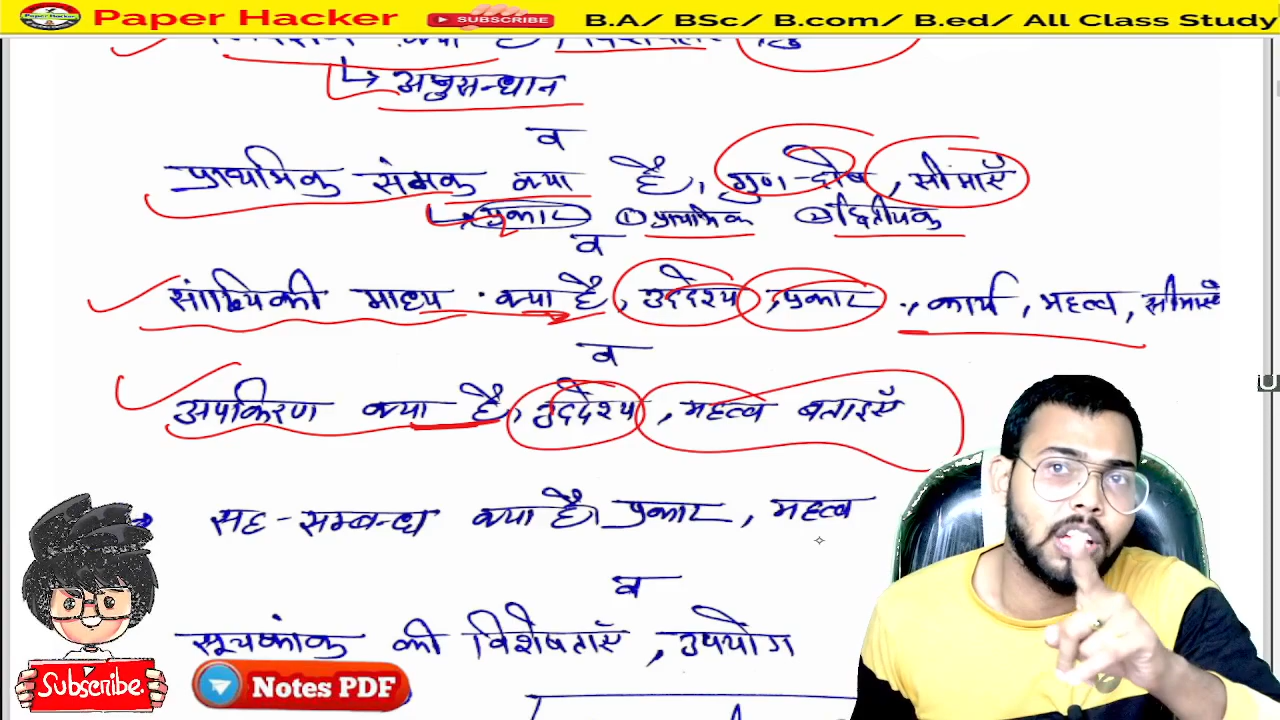 Paper Hacker SUBSCRIBE B.A/ BSc/ B.com/ B.ed/ All Class Study
क्या है
↳ अनुसन्धान
व
प्राथमिक संमक क्या है, गुण-दोष, सीमाएँ
↳ प्रकार ① प्राथमिक ② द्वितीयक
व
सांख्यिकी माध्य क्या है, उद्देश्य, प्रकार, कार्य, महत्व, सीमाएँ
व
अपकिरण क्या है, उद्देश्य, महत्व बताइएँ
सह-सम्बन्ध क्या है। प्रकार, महत्व
व
सूचकांक की विशेषताएँ, उपयोग
Subscribe.
Notes PDF